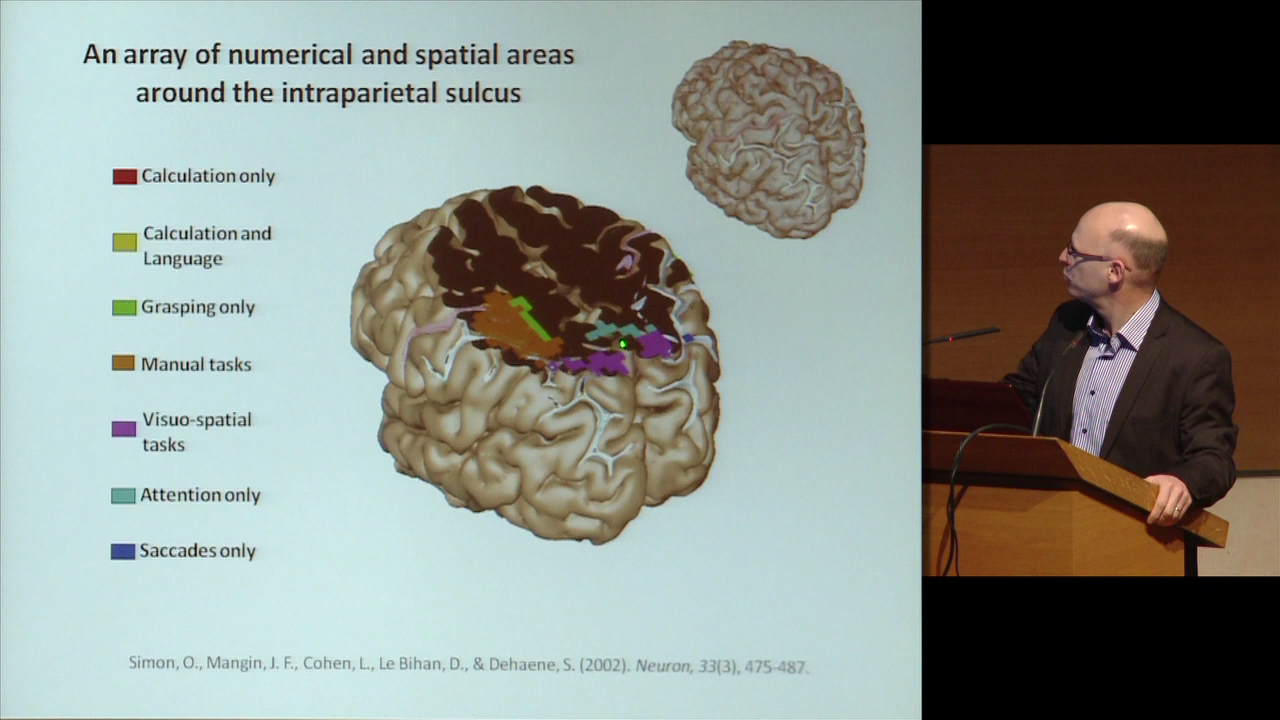 An array of numerical and spatial areas
around the intraparietal sulcus
Calculation only
Calculation and
Language
Grasping only
Manual tasks
Visuo-spatial
tasks
Attention only
Saccades only
Simon, O., Mangin, J. F., Cohen, L., Le Bihan, D., & Dehaene, S. (2002). Neuron, 33(3), 475-487.